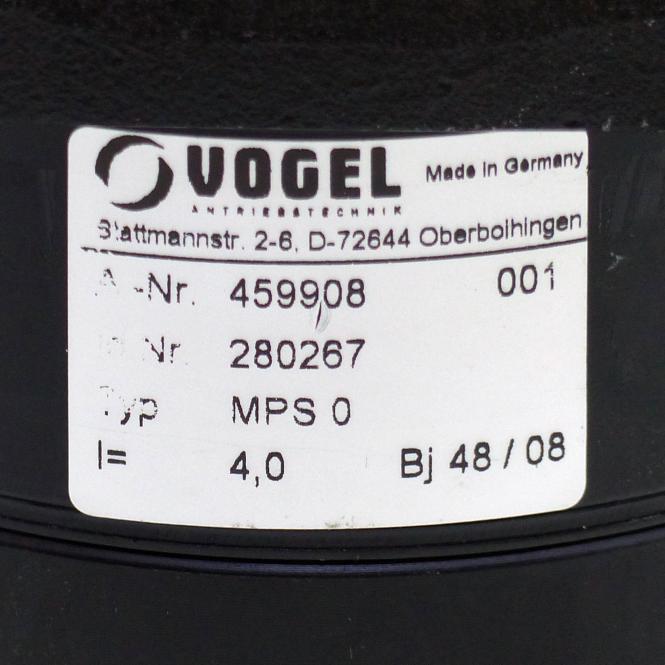 VOGEL Made in Germany
ANTRIEBSTECHNIK
Stattmannstr. 2-6, D-72644 Oberboihingen
459908 001
Nr. 280267
Typ MPS 0
I= 4,0 Bj 48 / 08